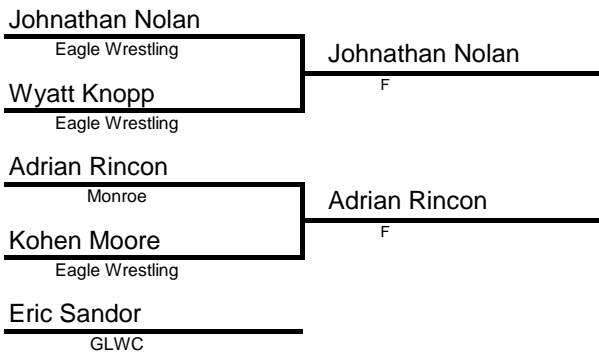 Johnathan Nolan
Eagle Wrestling
Johnathan Nolan
F
Wyatt Knopp
Eagle Wrestling
Adrian Rincon
Monroe
Adrian Rincon
F
Kohen Moore
Eagle Wrestling
Eric Sandor
GLWC